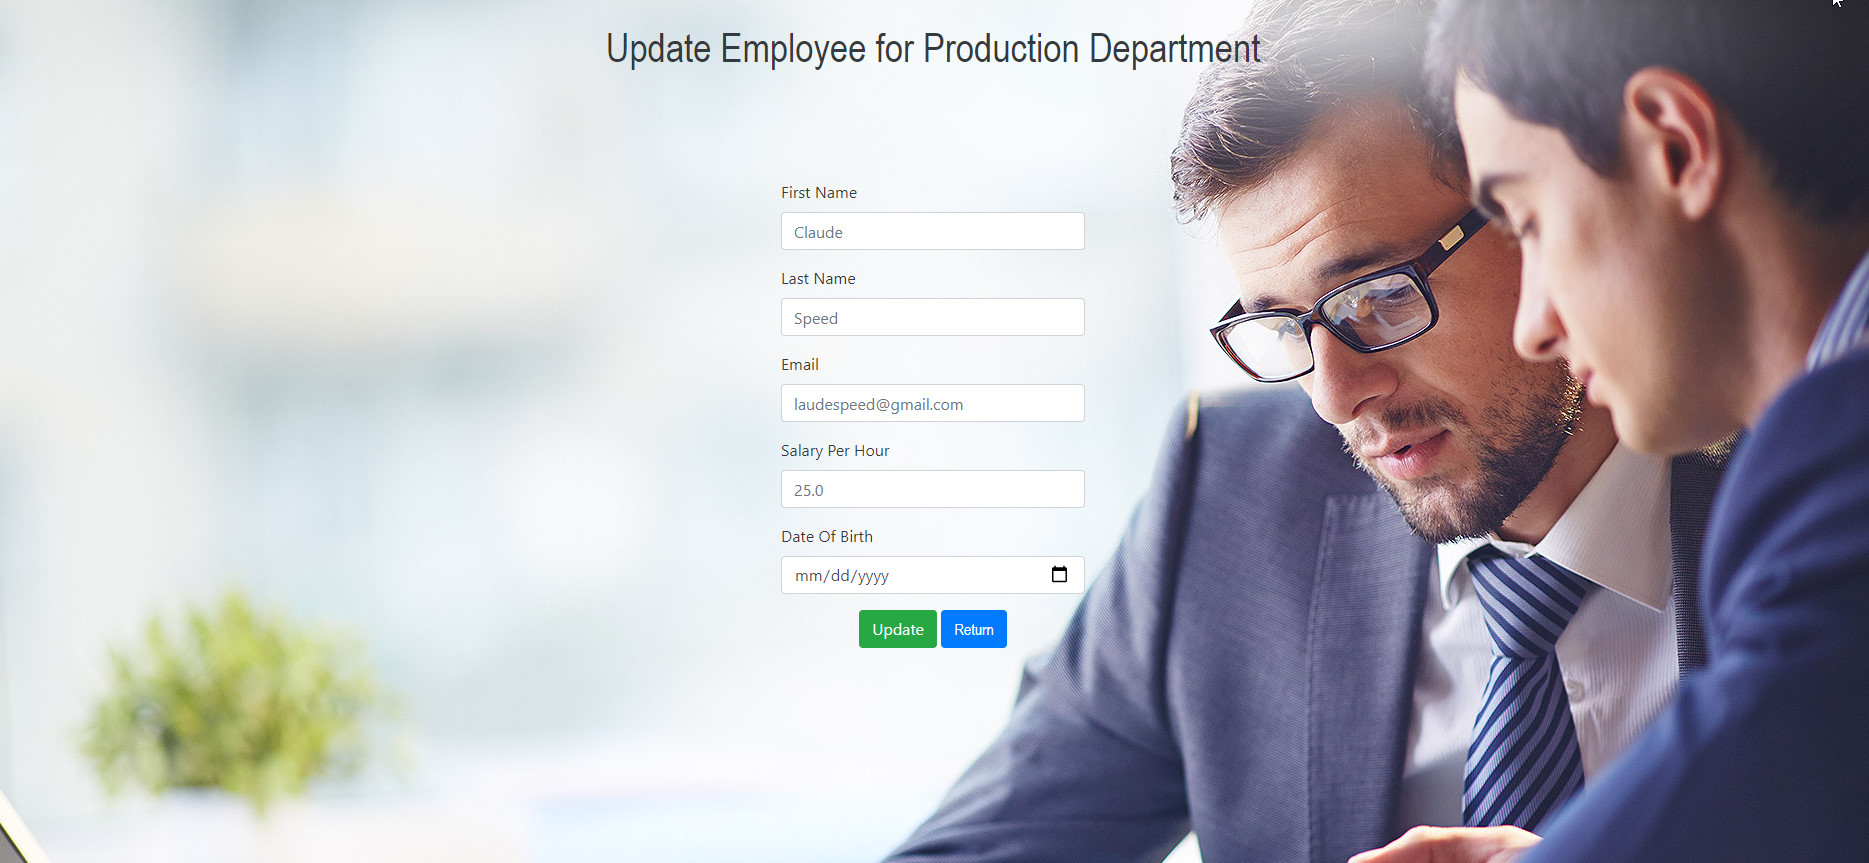 Update Employee for Production Department
First Name
Claude
Last Name
Speed
Email
laudespeed@gmail.com
Salary Per Hour
25.0
Date Of Birth
mm/dd/yyyy
Update Return